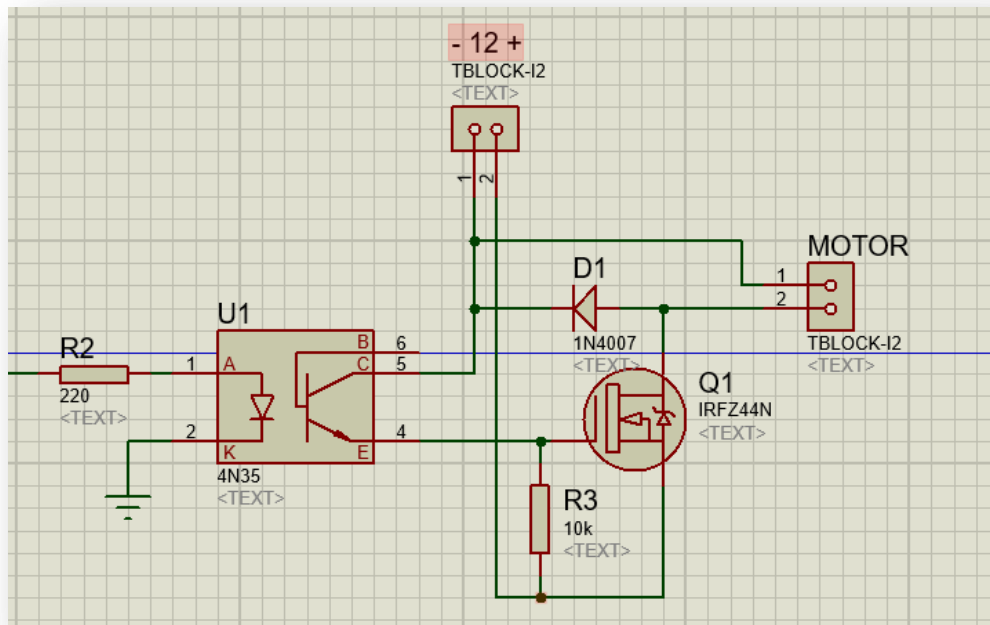 - 12 +
TBLOCK-I2
<TEXT>
1
2
MOTOR
1
2
TBLOCK-I2
<TEXT>
D1
1N4007
<TEXT>
U1
A
K
B
C
E
1
2
6
5
4
4N35
<TEXT>
R2
220
<TEXT>
Q1
IRFZ44N
<TEXT>
R3
10k
<TEXT>